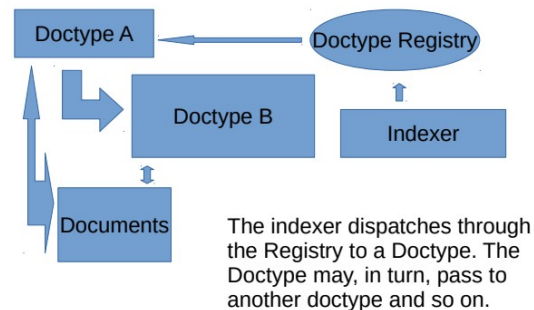 Doctype A
Doctype Registry
Doctype B
Indexer
Documents
The indexer dispatches through
the Registry to a Doctype. The
Doctype may, in turn, pass to
another doctype and so on.